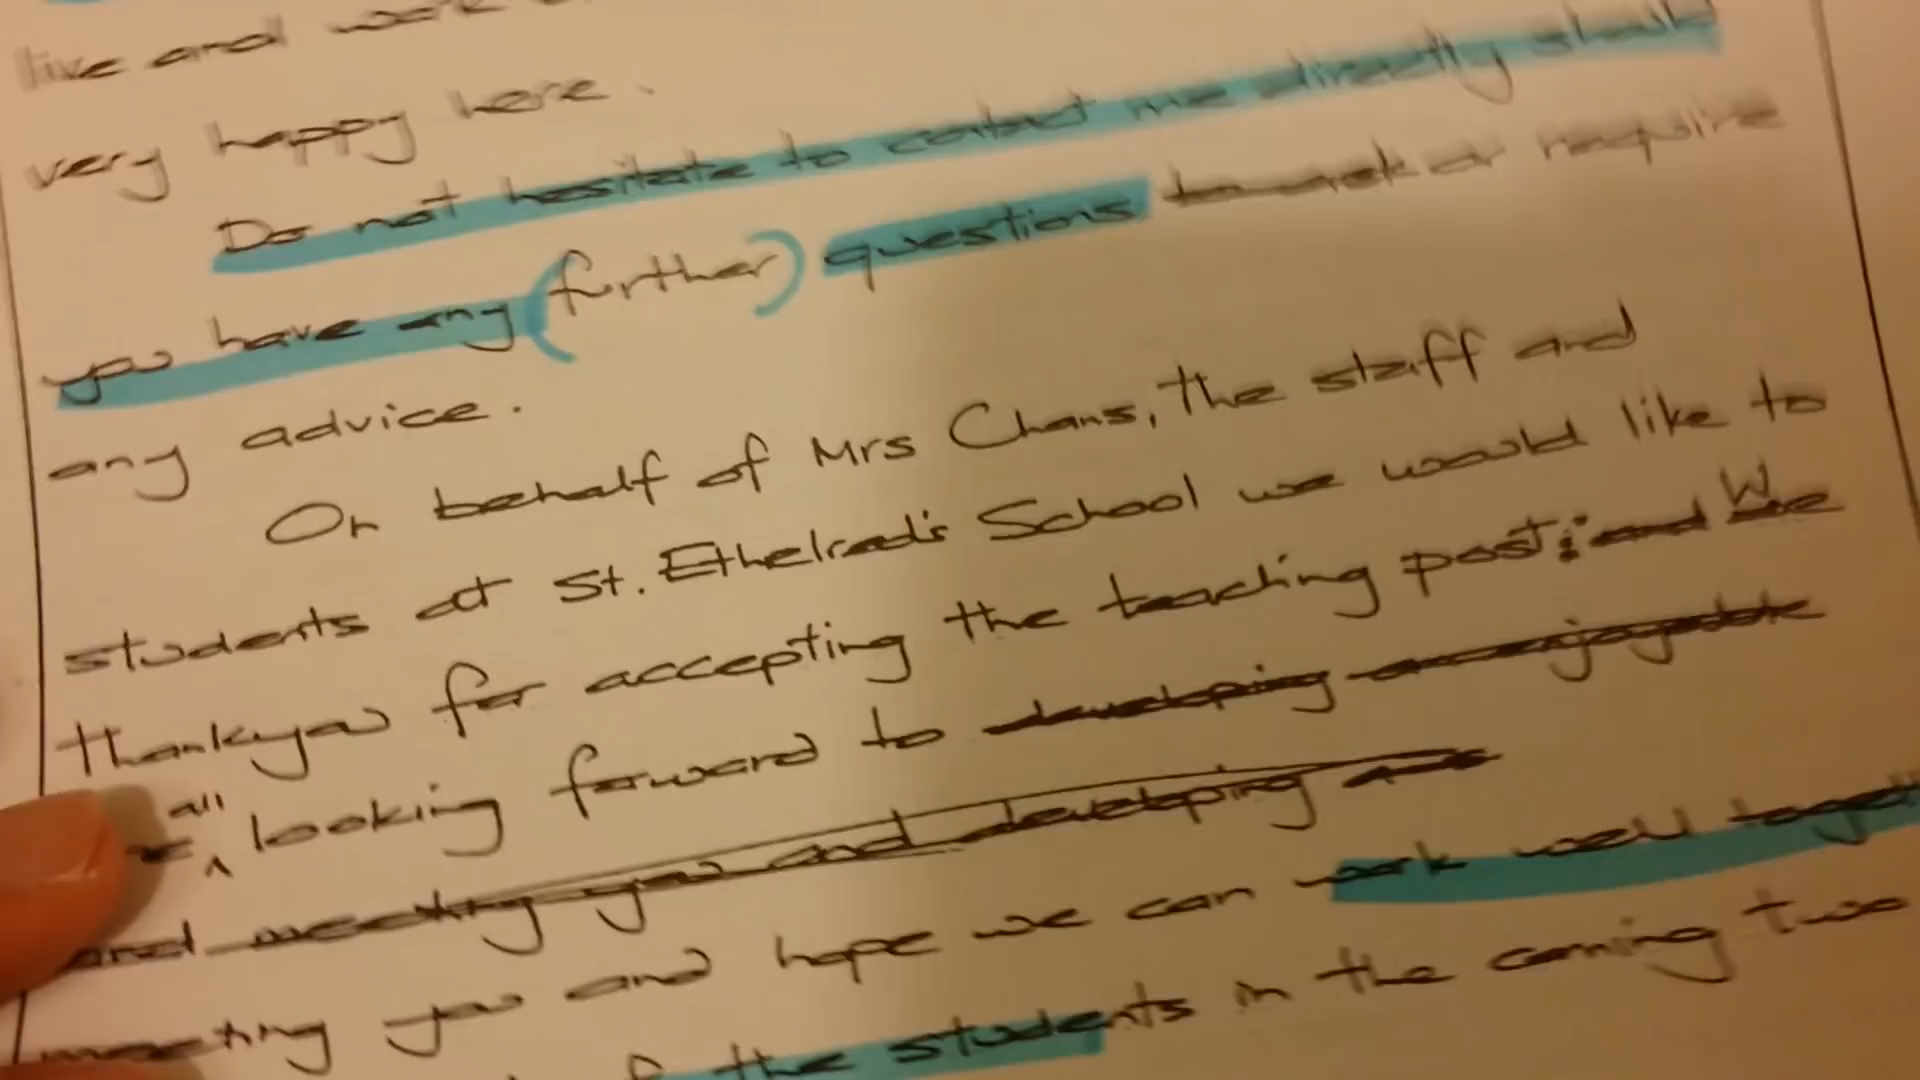 live and work
very happy here.
Do not hesitate to contact me directly should
you have any (further) questions to ask or require
any advice.
On behalf of Mrs Chans, the staff and
students at St. Ethelred's School we would like to
thankyou for accepting the teaching post. and We
all looking forward to developing an enjoyable
and meeting you and developing a
meeting you and hope we can work well
the students in the coming two